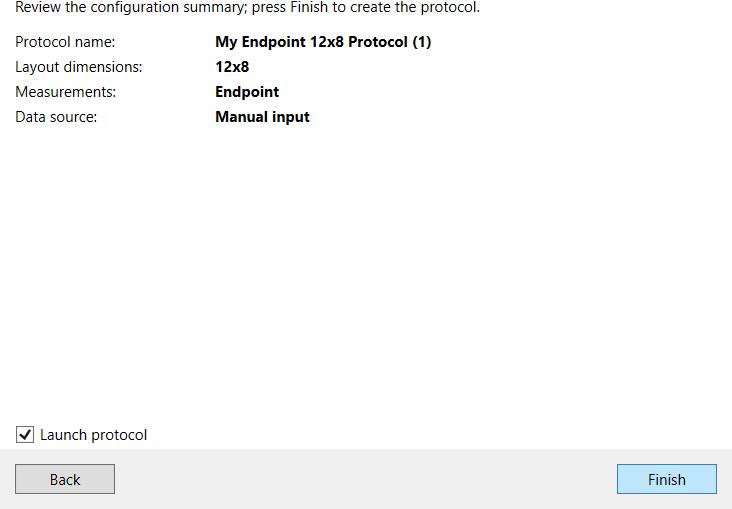 Review the configuration summary; press Finish to create the protocol.
Protocol name: My Endpoint 12x8 Protocol (1)
Layout dimensions: 12x8
Measurements: Endpoint
Data source: Manual input
Launch protocol
Back Finish